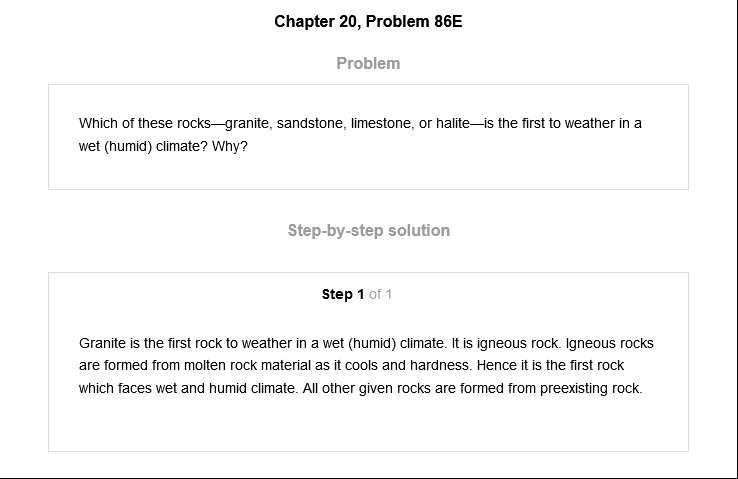 Chapter 20, Problem 86E
Problem
Which of these rocks—granite, sandstone, limestone, or halite—is the first to weather in a
wet (humid) climate? Why?
Step-by-step solution
Step 1 of 1
Granite is the first rock to weather in a wet (humid) climate. It is igneous rock. Igneous rocks
are formed from molten rock material as it cools and hardness. Hence it is the first rock
which faces wet and humid climate. All other given rocks are formed from preexisting rock.